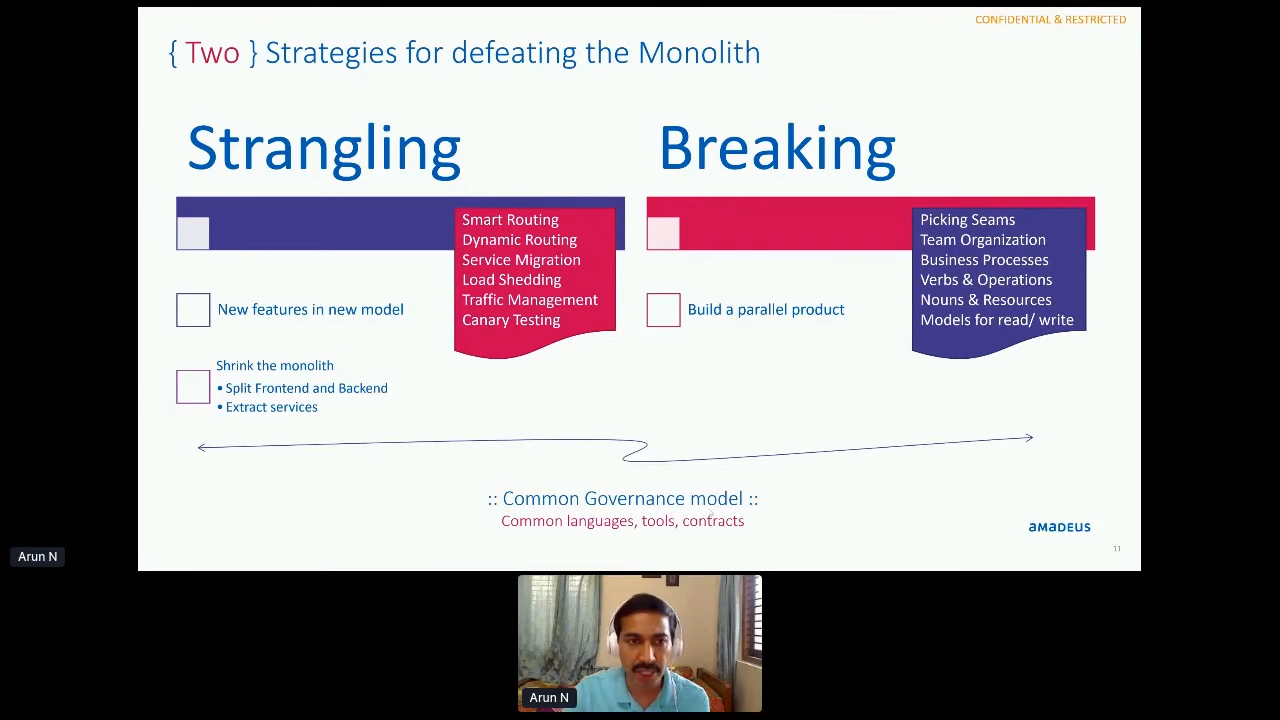 CONFIDENTIAL & RESTRICTED
{ Two } Strategies for defeating the Monolith
Strangling
Smart Routing
Dynamic Routing
Service Migration
Load Shedding
Traffic Management
Canary Testing
New features in new model
Shrink the monolith
• Split Frontend and Backend
• Extract services
Breaking
Picking Seams
Team Organization
Business Processes
Verbs & Operations
Nouns & Resources
Models for read/ write
Build a parallel product
:: Common Governance model ::
Common languages, tools, contracts
amadeus
11
Arun N
Arun N